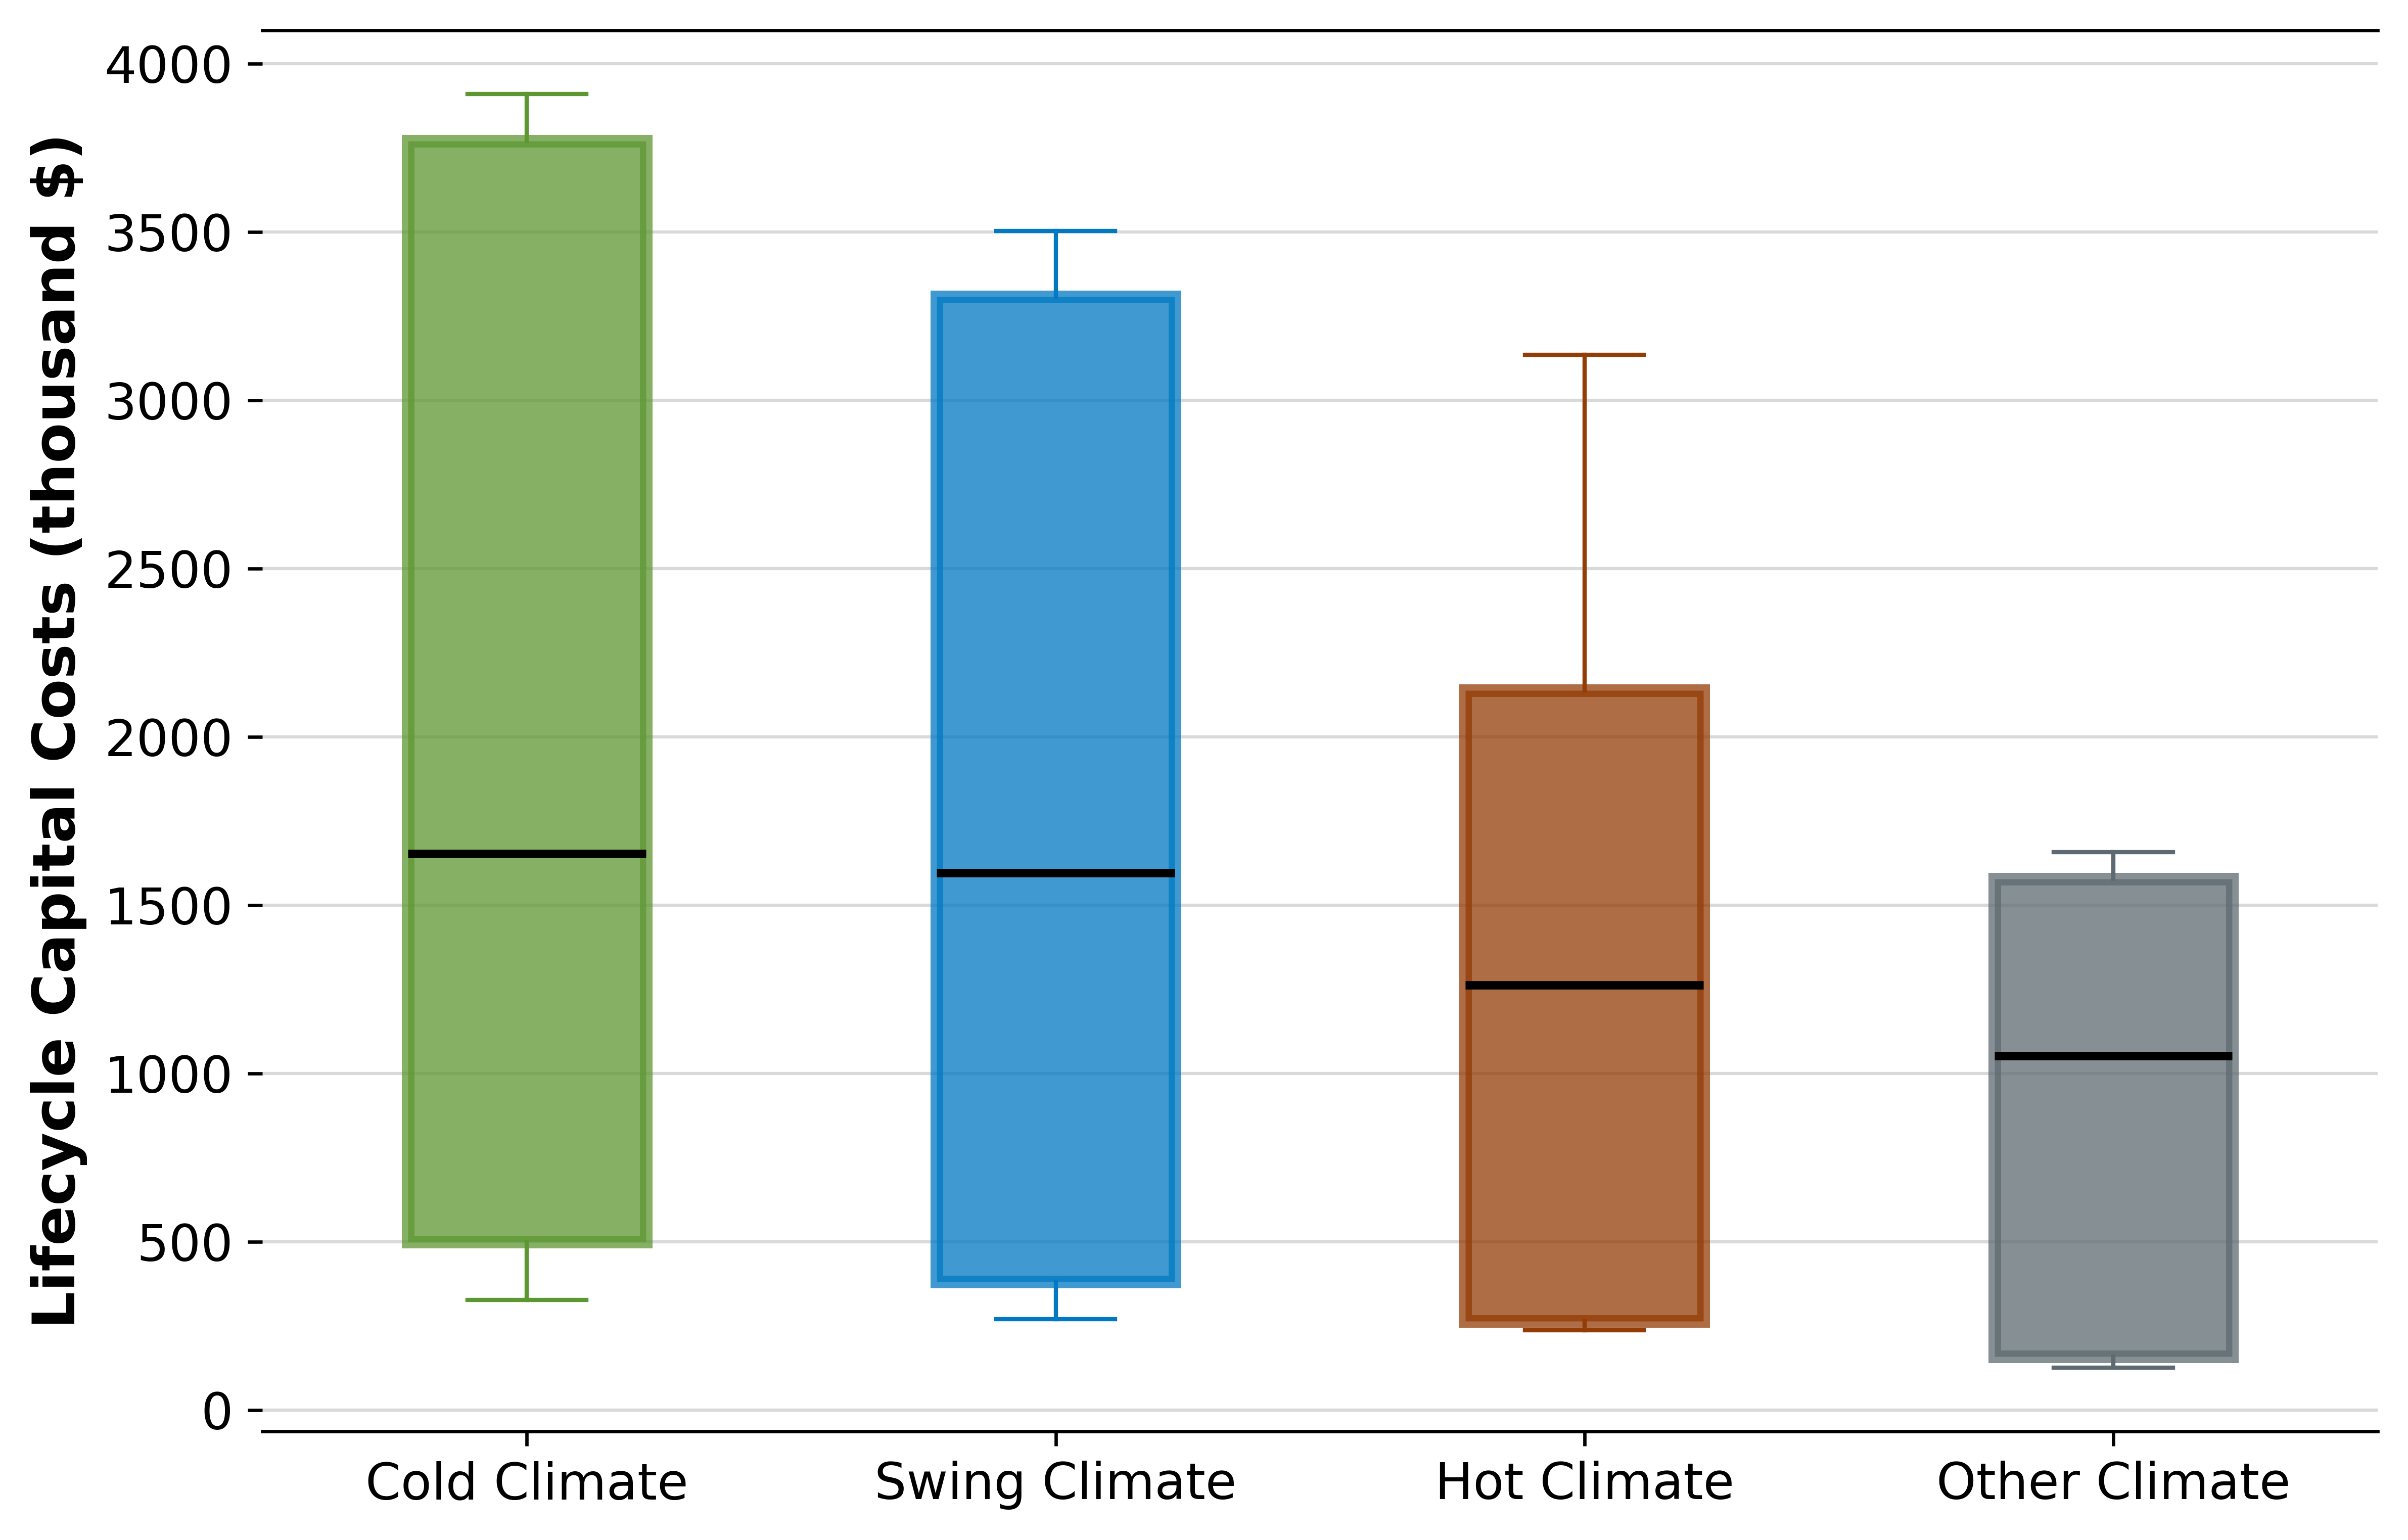 Lifecycle Capital Costs (thousand $)
4000
3500
3000
2500
2000
1500
1000
500
0
Cold Climate
Swing Climate
Hot Climate
Other Climate